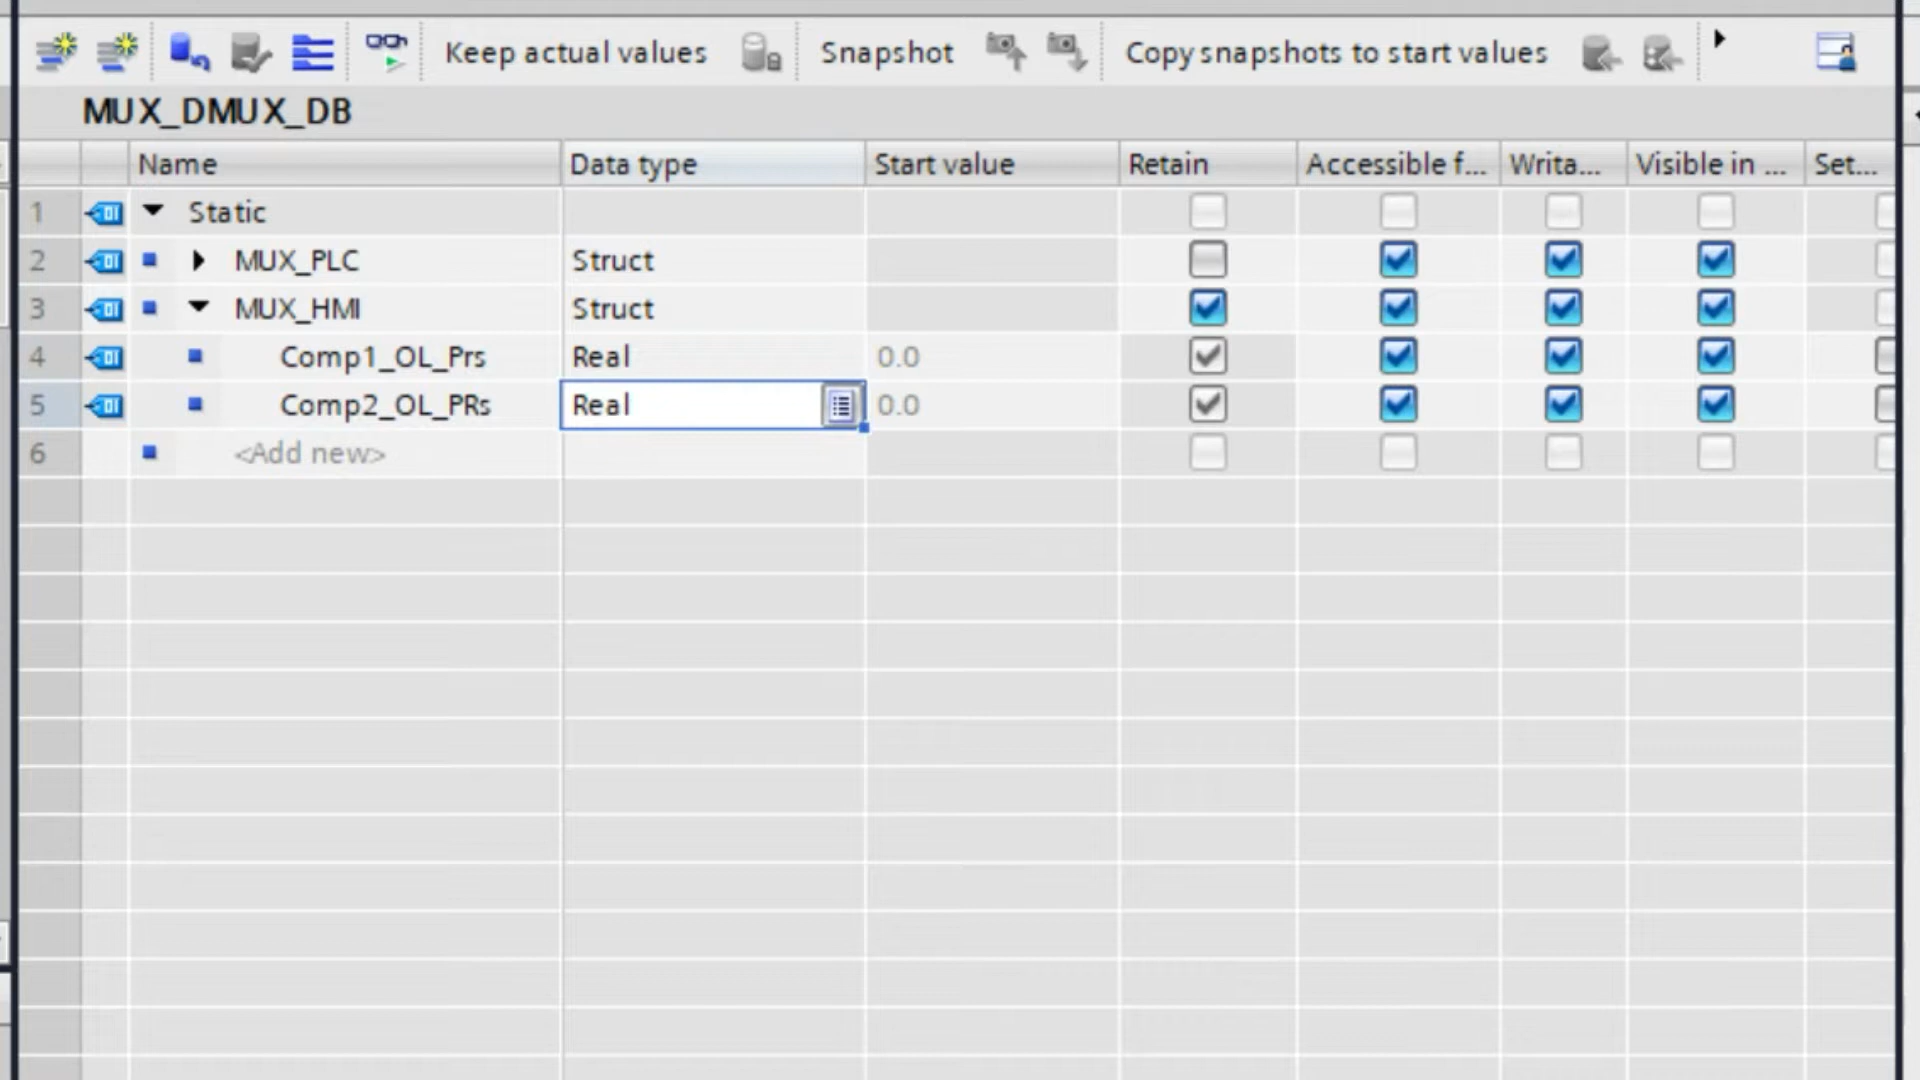 Keep actual values Snapshot Copy snapshots to start values
MUX_DMUX_DB
Name Data type Start value Retain Accessible f... Writa... Visible in ... Set...
1 Static
2 MUX_PLC Struct
3 MUX_HMI Struct
4 Comp1_OL_Prs Real 0.0
5 Comp2_OL_PRs Real 0.0
6 <Add new>